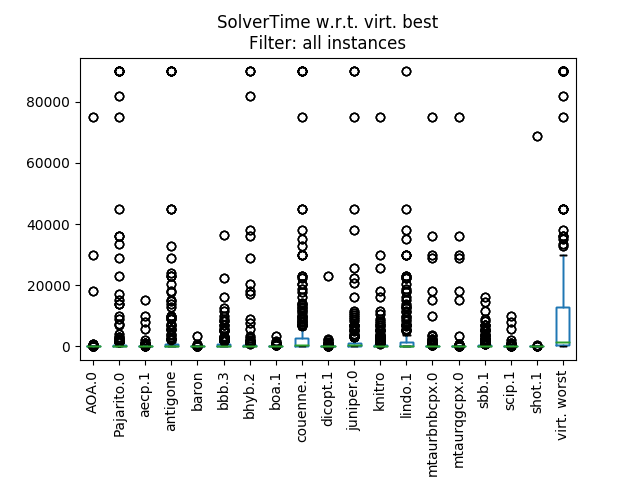 SolverTime w.r.t. virt. best
Filter: all instances
80000
60000
40000
20000
0
AOA.0
Pajarito.0
aecp.1
antigone
baron
bbb.3
bhyb.2
boa.1
couenne.1
dicopt.1
juniper.0
knitro
lindo.1
mtaurbnbcpx.0
mtaurqgcpx.0
sbb.1
scip.1
shot.1
virt. worst